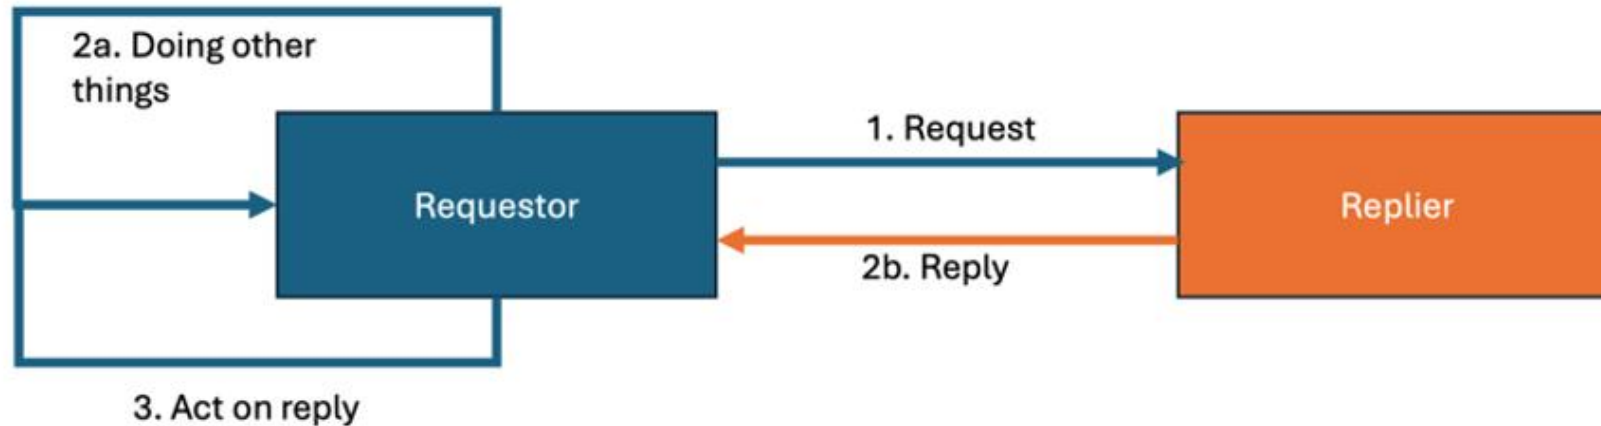 2a. Doing other
things
1. Request
Requestor
Replier
2b. Reply
3. Act on reply